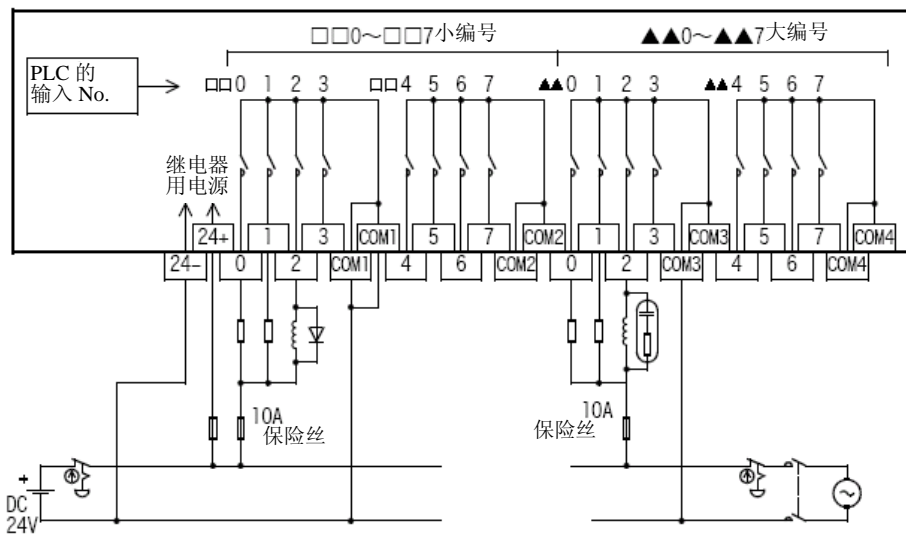 □□0～□□7小编号 ▲▲0～▲▲7大编号
PLC 的
输入 No.
□□ 0 1 2 3 □□ 4 5 6 7 ▲▲ 0 1 2 3 ▲▲ 4 5 6 7
继电器
用电源
24+ 1 3 COM1 5 7 COM2 1 3 COM3 5 7 COM4
24- 0 2 COM1 4 6 COM2 0 2 COM3 4 6 COM4
10A
保险丝
10A
保险丝
+
DC
24V